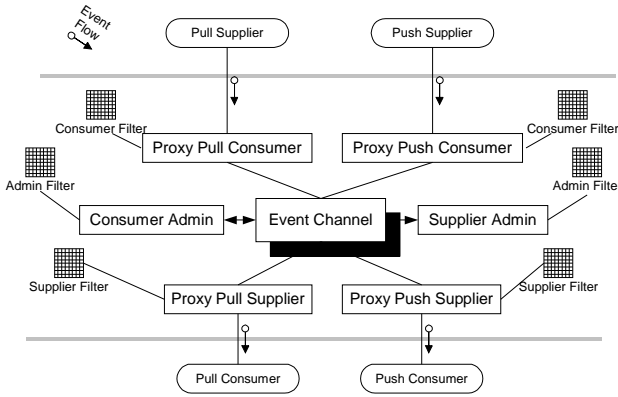 Event
Flow
Pull Supplier
Push Supplier
Consumer Filter
Consumer Filter
Proxy Pull Consumer
Proxy Push Consumer
Admin Filter
Admin Filte
Consumer Admin
Event Channel
Supplier Admin
Supplier Filter
Supplier Filter
Proxy Pull Supplier
Proxy Push Supplier
Pull Consumer
Push Consumer